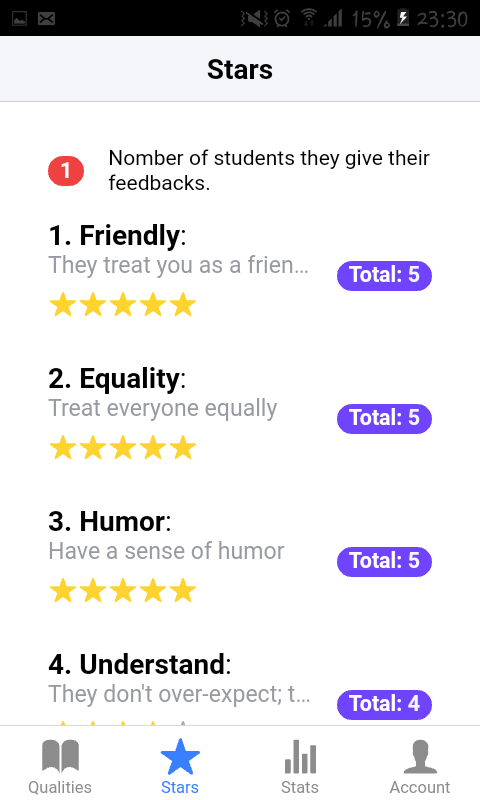 15% 23:30
Stars
1 Nomber of students they give their
feedbacks.
1. Friendly:
They treat you as a frien...
Total: 5
2. Equality:
Treat everyone equally
Total: 5
3. Humor:
Have a sense of humor
Total: 5
4. Understand:
They don't over-expect; t...
Total: 4
Qualities Stars Stats Account